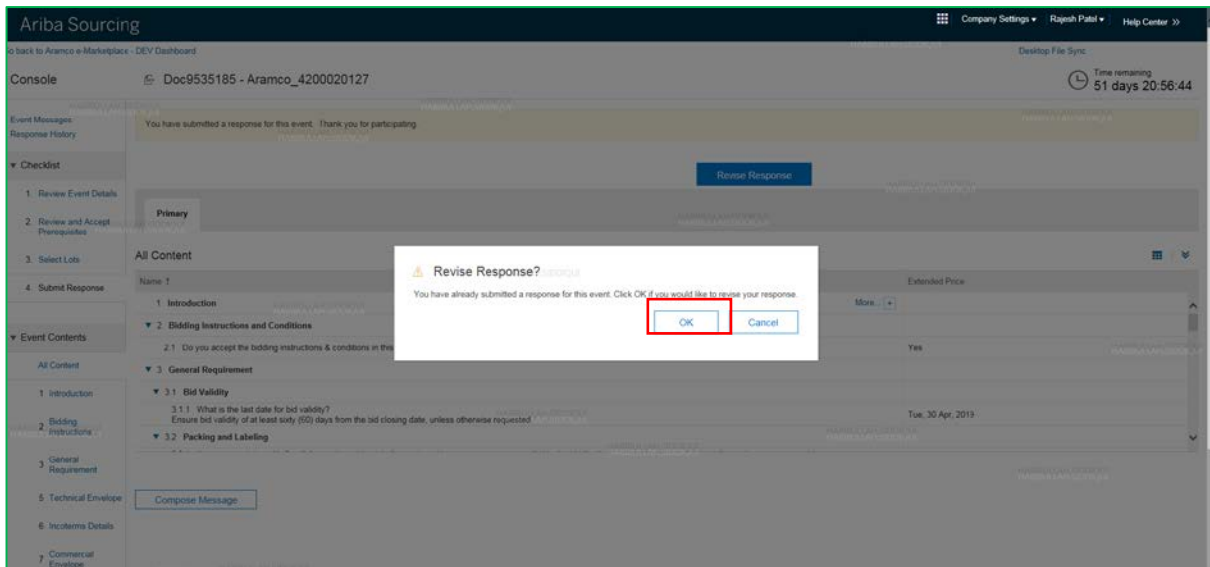 Ariba Sourcing
Company Settings ▾ Rajesh Patel ▾ Help Center »
o back to Aramco e-Marketplace - DEV Dashboard
Desktop File Sync
Console
Doc9535185 - Aramco_4200020127
Time remaining
51 days 20:56:44
Event Messages
Response History
You have submitted a response for this event. Thank you for participating.
▾ Checklist
Revise Response
1. Review Event Details
2. Review and Accept
Prerequisites
Primary
3. Select Lots
All Content
4. Submit Response
Name ↑
Extended Price
Revise Response?
You have already submitted a response for this event. Click OK if you would like to revise your response.
OK
Cancel
1 Introduction
More... +
▼ 2 Bidding Instructions and Conditions
2.1 Do you accept the bidding instructions & conditions in this
Yes
▼ 3 General Requirement
▼ 3.1 Bid Validity
3.1.1 What is the last date for bid validity?
Ensure bid validity of at least sixty (60) days from the bid closing date, unless otherwise requested
Tue, 30 Apr, 2019
▼ 3.2 Packing and Labeling
▾ Event Contents
All Content
1 Introduction
2 Bidding
Instructions
3 General
Requirement
5 Technical Envelope
6 Incoterms Details
7 Commercial
Envelope
Compose Message